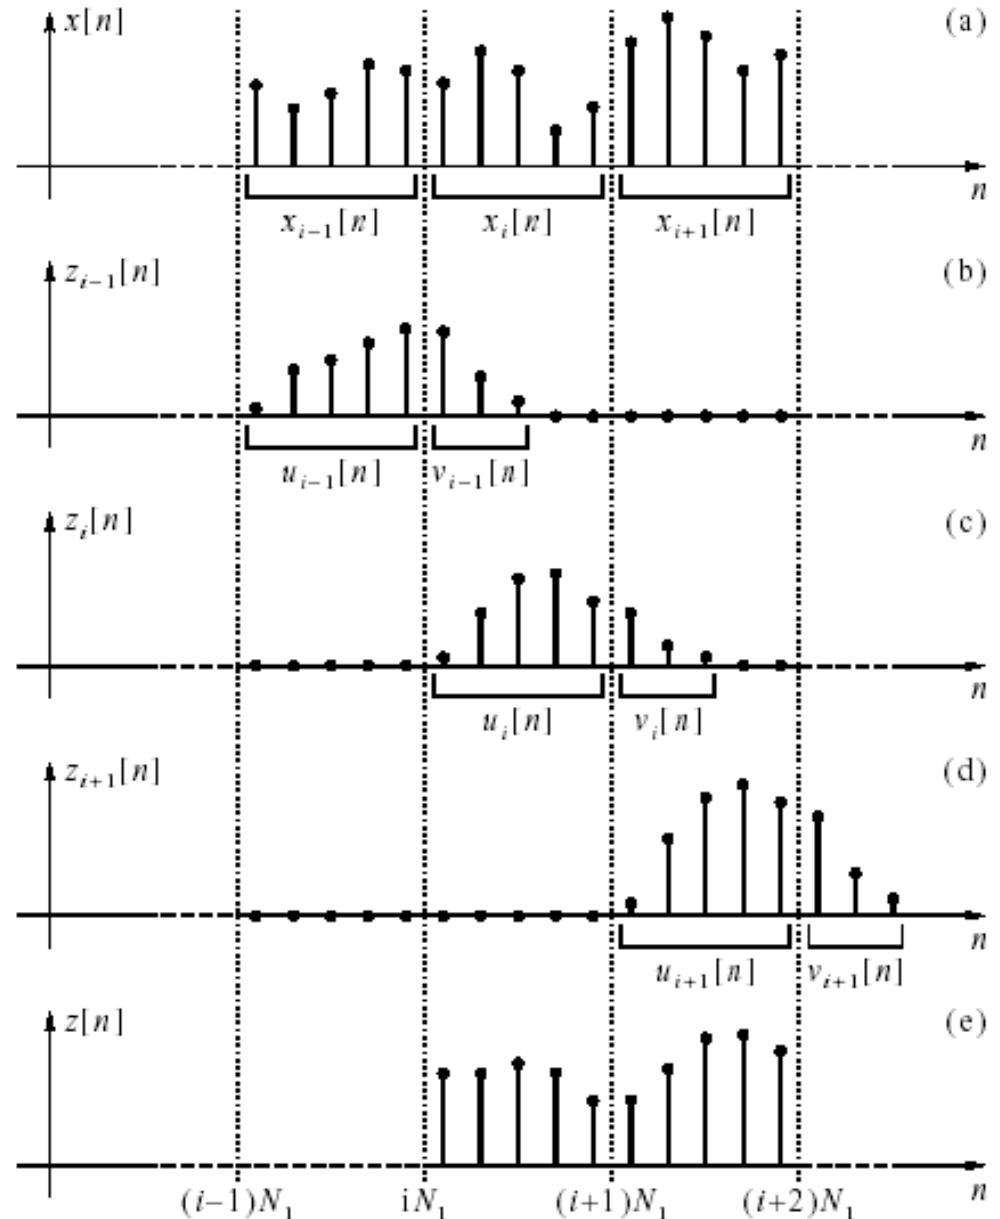 x[n] (a)
n
x_{i−1}[n] x_i[n] x_{i+1}[n]
z_{i−1}[n] (b)
n
u_{i−1}[n] v_{i−1}[n]
z_i[n] (c)
n
u_i[n] v_i[n]
z_{i+1}[n] (d)
n
u_{i+1}[n] v_{i+1}[n]
z[n] (e)
n
(i−1)N_1 iN_1 (i+1)N_1 (i+2)N_1